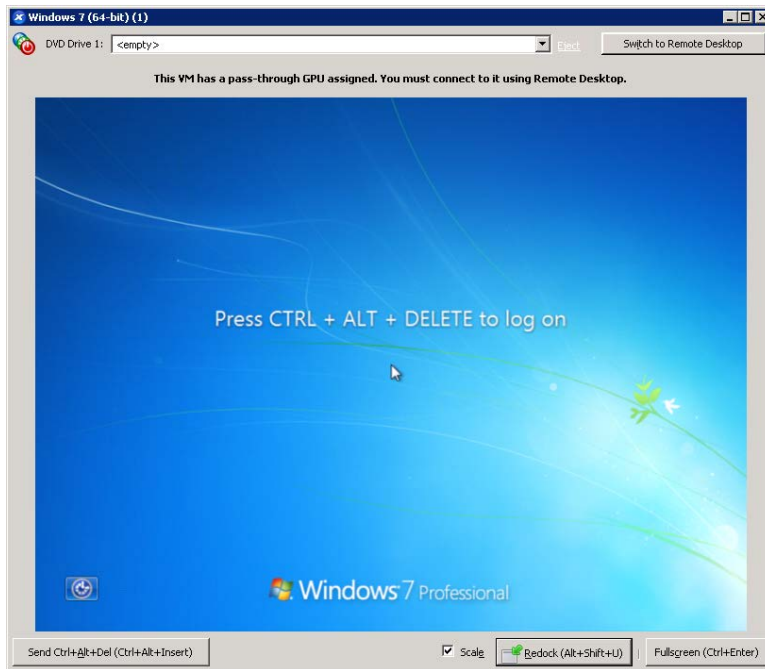 Windows 7 (64-bit) (1)
DVD Drive 1: <empty> Eject Switch to Remote Desktop
This VM has a pass-through GPU assigned. You must connect to it using Remote Desktop.
Press CTRL + ALT + DELETE to log on
Windows 7 Professional
Send Ctrl+Alt+Del (Ctrl+Alt+Insert) Scale Redock (Alt+Shift+U) Fullscreen (Ctrl+Enter)